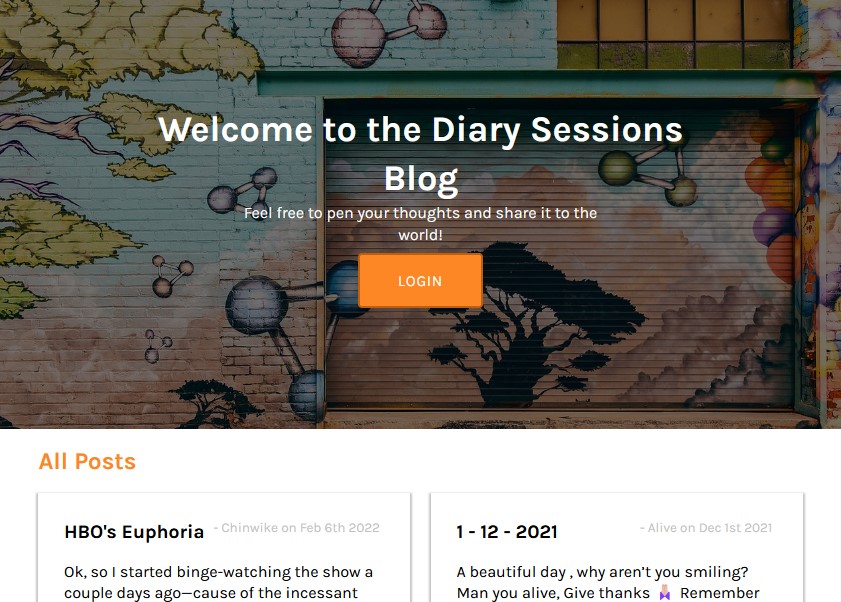 Welcome to the Diary Sessions
Blog
Feel free to pen your thoughts and share it to the
world!
LOGIN
All Posts
HBO's Euphoria - Chinwike on Feb 6th 2022
Ok, so I started binge-watching the show a
couple days ago—cause of the incessant
1 - 12 - 2021 - Alive on Dec 1st 2021
A beautiful day , why aren’t you smiling?
Man you alive, Give thanks 🧘🏼‍♀️ Remember